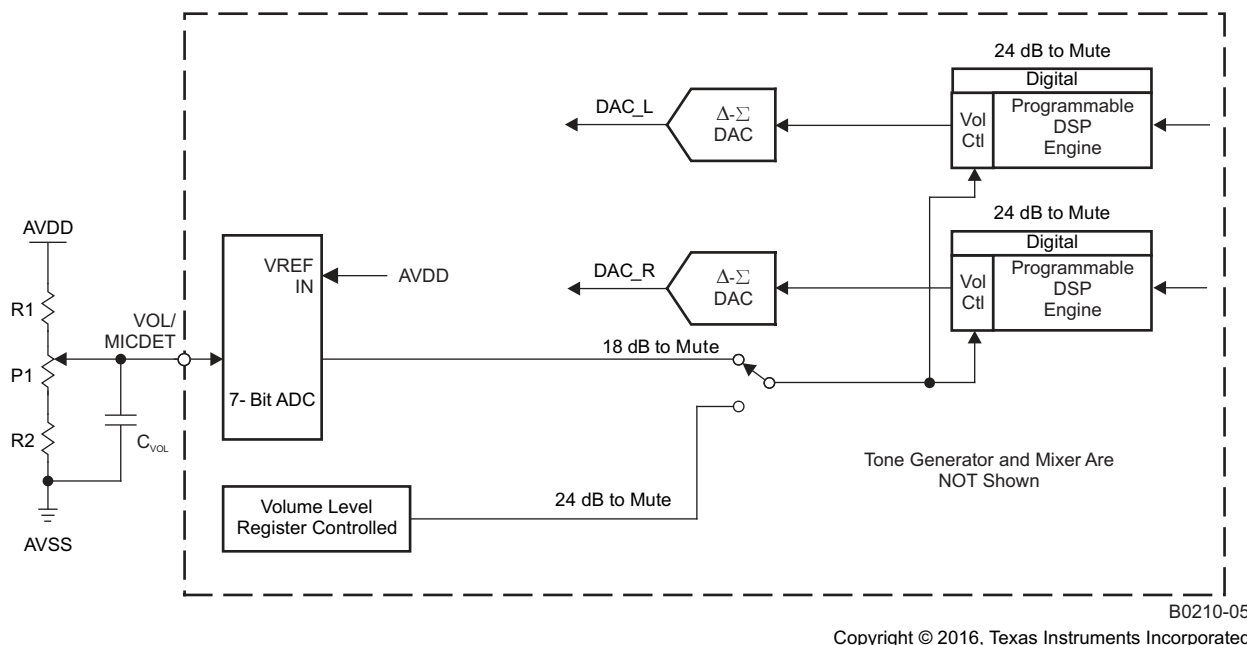 24 dB to Mute
Digital
DAC_L
Δ-Σ
DAC
Vol
Ctl
Programmable
DSP
Engine
24 dB to Mute
Digital
AVDD
VREF
IN
AVDD
DAC_R
Δ-Σ
DAC
Vol
Ctl
Programmable
DSP
Engine
R1
VOL/
MICDET
18 dB to Mute
P1
7- Bit ADC
R2
CVOL
Tone Generator and Mixer Are
NOT Shown
Volume Level
Register Controlled
24 dB to Mute
AVSS
B0210-05
Copyright © 2016, Texas Instruments Incorporated